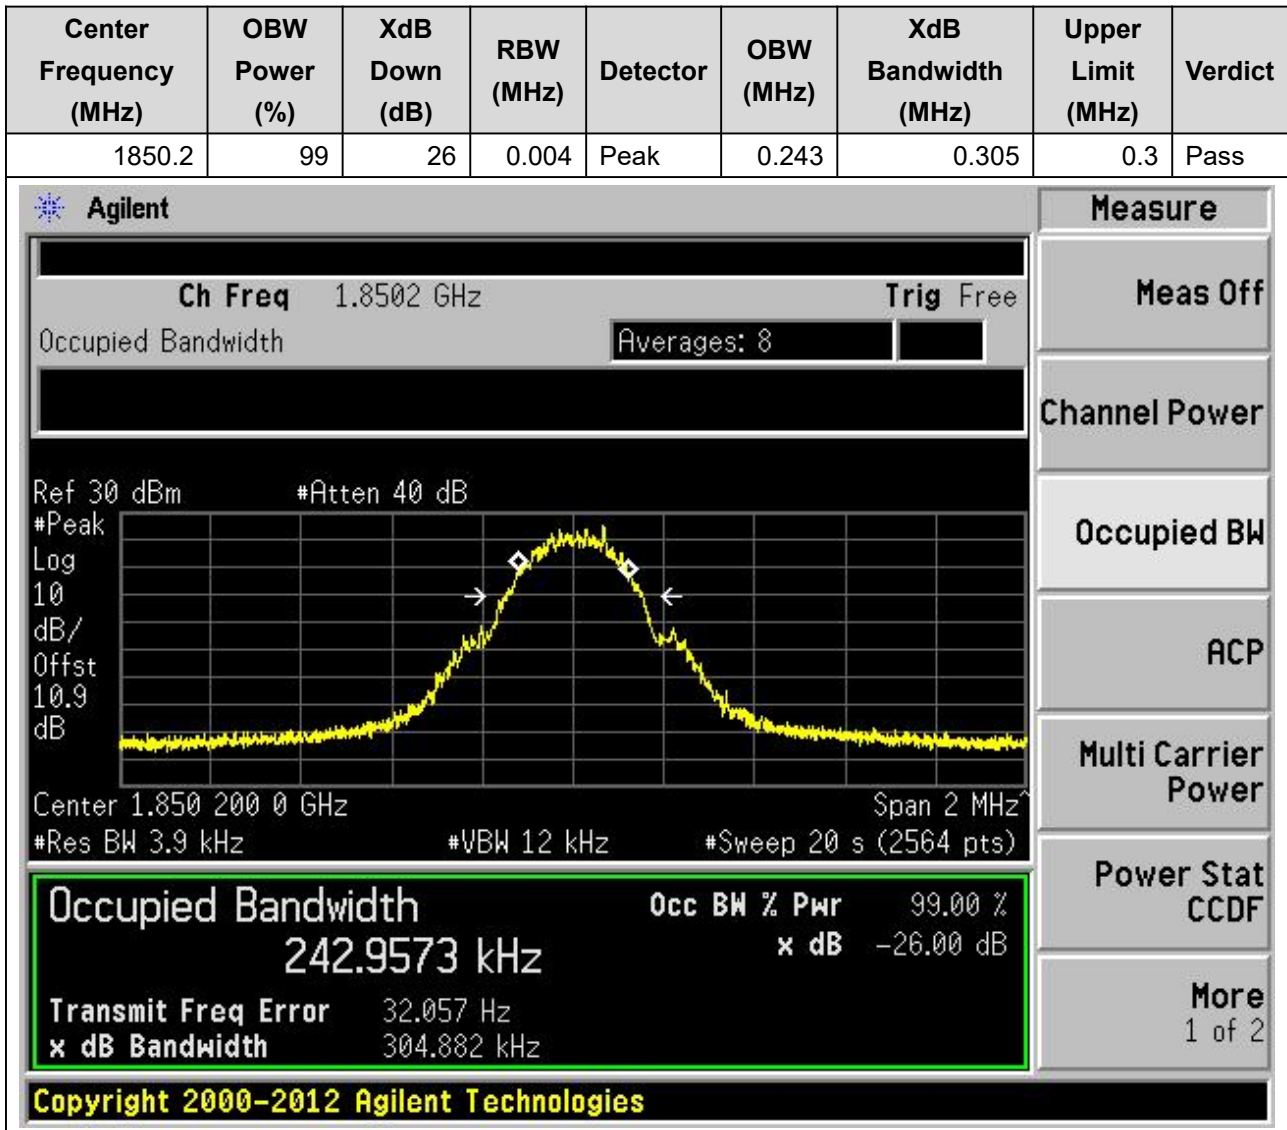 Center Frequency (MHz) OBW Power (%) XdB Down (dB) RBW (MHz) Detector OBW (MHz) XdB Bandwidth (MHz) Upper Limit (MHz) Verdict
1850.2 99 26 0.004 Peak 0.243 0.305 0.3 Pass
Agilent
Measure
Ch Freq 1.8502 GHz Trig Free
Meas Off
Occupied Bandwidth Averages: 8
Channel Power
Ref 30 dBm #Atten 40 dB
#Peak
Log
10
dB/
Offst
10.9
dB
Occupied BW
ACP
Multi Carrier
Power
Center 1.850 200 0 GHz Span 2 MHz^
#Res BW 3.9 kHz #VBW 12 kHz #Sweep 20 s (2564 pts)
Power Stat
CCDF
Occupied Bandwidth Occ BW % Pwr 99.00 %
242.9573 kHz x dB -26.00 dB
Transmit Freq Error 32.057 Hz
x dB Bandwidth 304.882 kHz
More
1 of 2
Copyright 2000-2012 Agilent Technologies